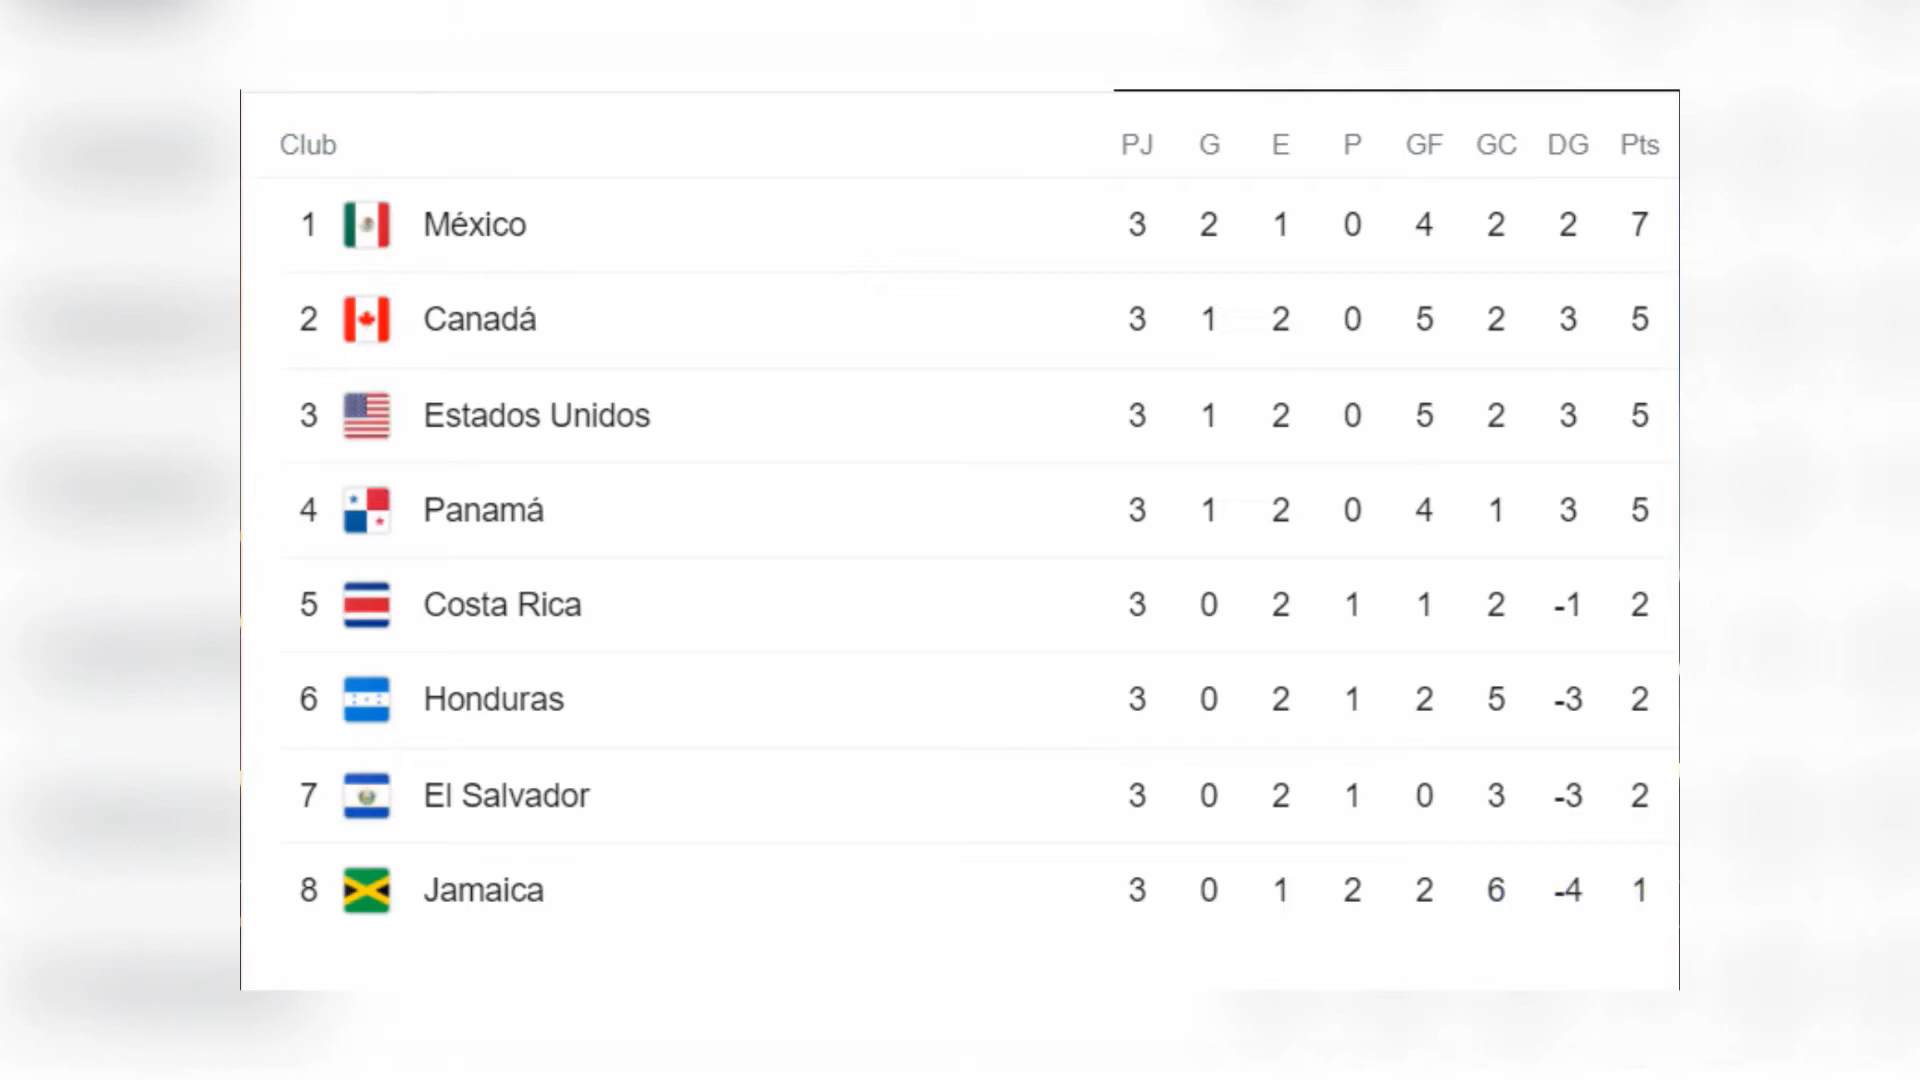 Club PJ G E P GF GC DG Pts
1 México 3 2 1 0 4 2 2 7
2 Canadá 3 1 2 0 5 2 3 5
3 Estados Unidos 3 1 2 0 5 2 3 5
4 Panamá 3 1 2 0 4 1 3 5
5 Costa Rica 3 0 2 1 1 2 -1 2
6 Honduras 3 0 2 1 2 5 -3 2
7 El Salvador 3 0 2 1 0 3 -3 2
8 Jamaica 3 0 1 2 2 6 -4 1